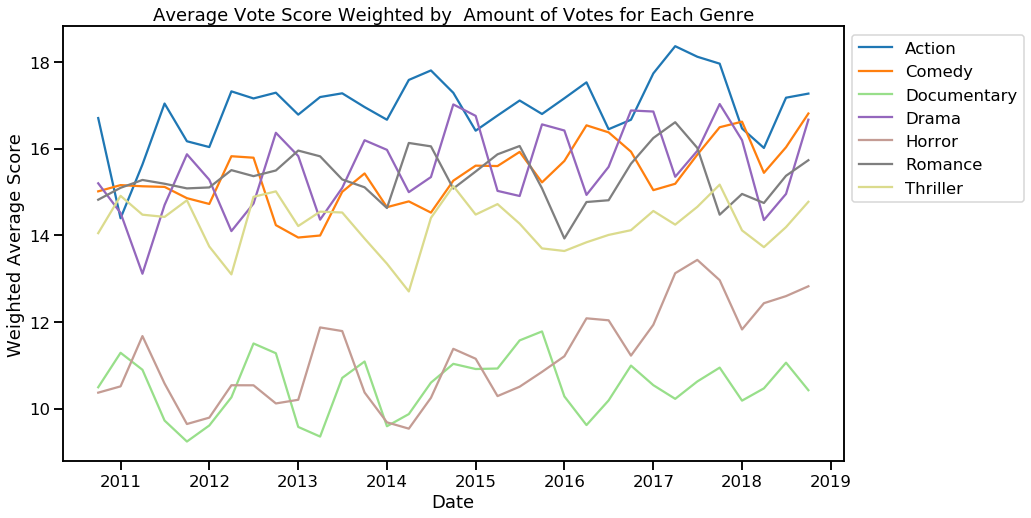 Average Vote Score Weighted by  Amount of Votes for Each Genre
Weighted Average Score
18
16
14
12
10
2011
2012
2013
2014
2015
2016
2017
2018
2019
Date
Action
Comedy
Documentary
Drama
Horror
Romance
Thriller